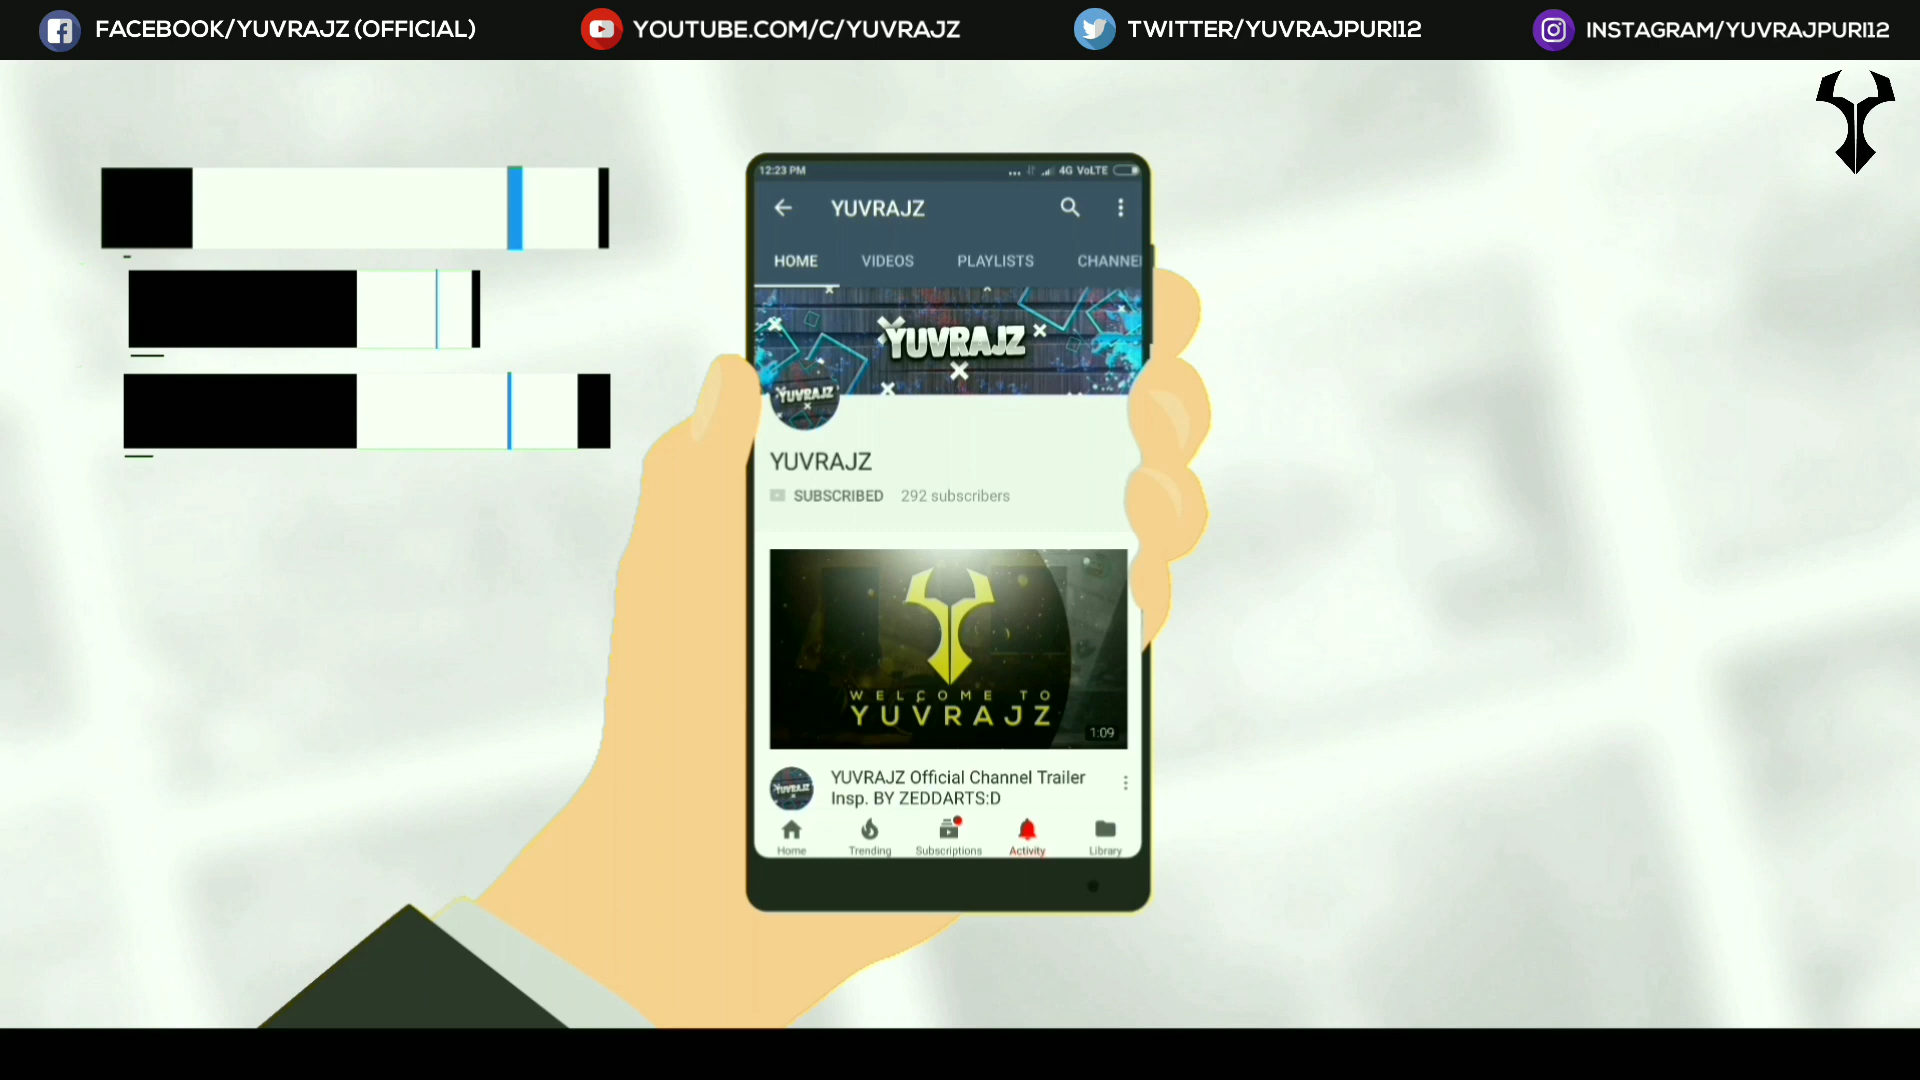 FACEBOOK/YUVRAJZ (OFFICIAL)
YOUTUBE.COM/C/YUVRAJZ
TWITTER/YUVRAJPURI12
INSTAGRAM/YUVRAJPURI12
12:23 PM
4G VoLTE
YUVRAJZ
HOME
VIDEOS
PLAYLISTS
CHANNE
YUVRAJZ
YUVRAJZ
YUVRAJZ
SUBSCRIBED
292 subscribers
WELCOME TO
YUVRAJZ
1:09
YUVRAJZ
YUVRAJZ Official Channel Trailer
Insp. BY ZEDDARTS:D
Home
Trending
Subscriptions
Activity
Library